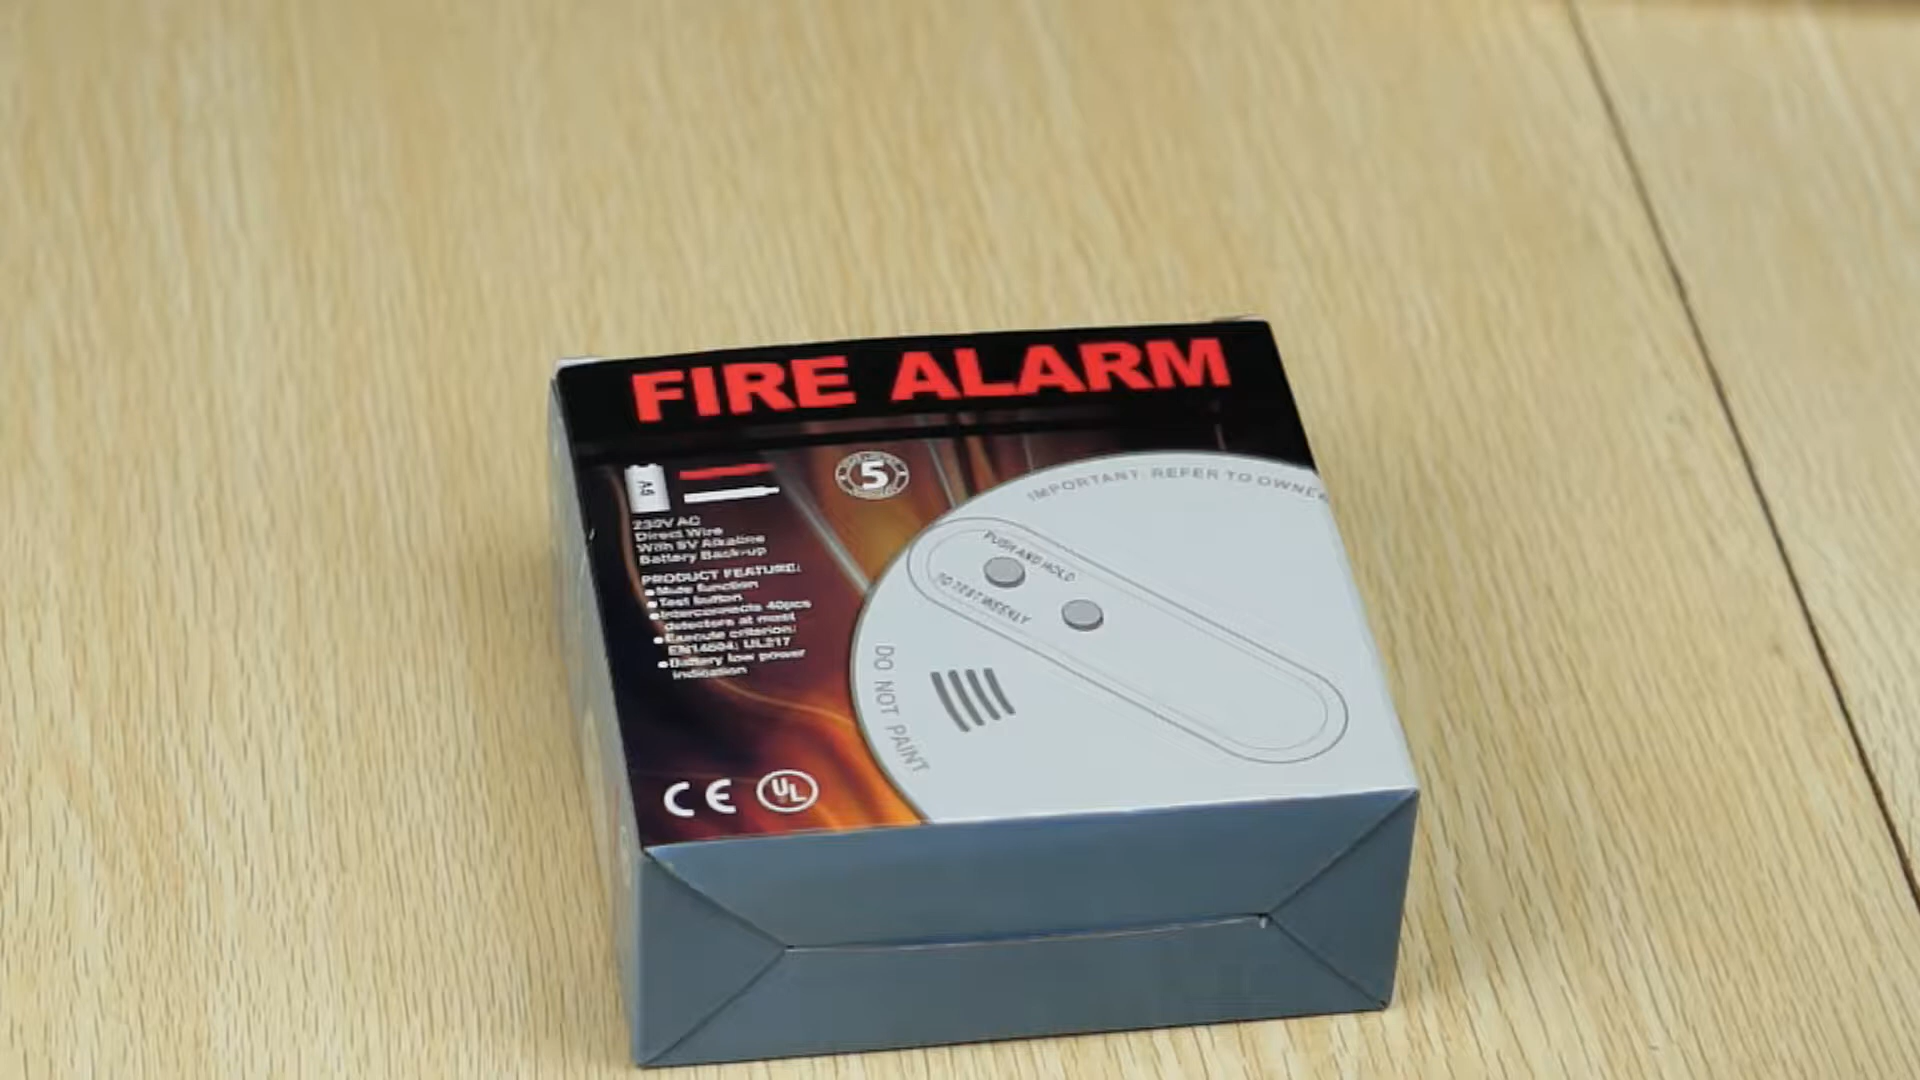 FIRE ALARM
5
230V AC
Direct Wire
With 9V Alkaline
Battery Back-up
PRODUCT FEATURE:
Mute function
Test button
Interconnects 40pcs
detectors at most
Execute criterion:
EN14604; UL217
Battery low power
indication
CE UL
IMPORTANT: REFER TO OWNER
PUSH AND HOLD
TO TEST WEEKLY
DO NOT PAINT